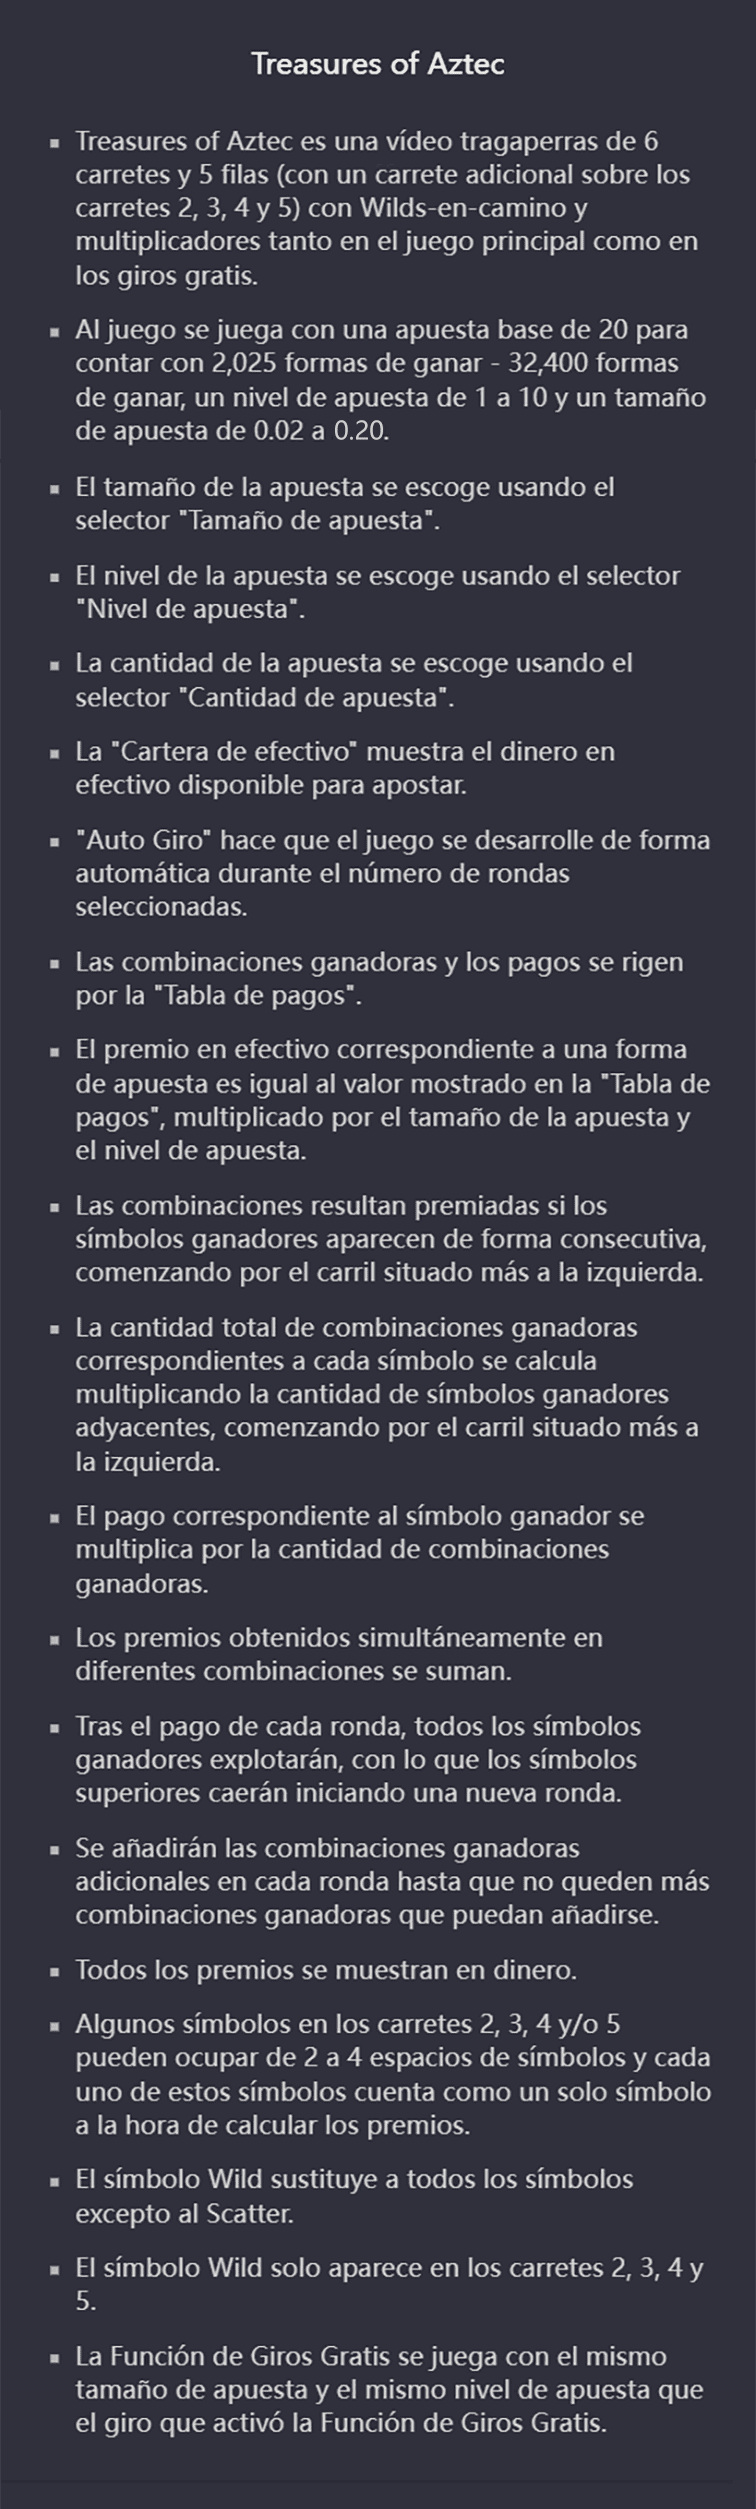 Treasures of Aztec
▪ Treasures of Aztec es una vídeo tragaperras de 6
carretes y 5 filas (con un carrete adicional sobre los
carretes 2, 3, 4 y 5) con Wilds-en-camino y
multiplicadores tanto en el juego principal como en
los giros gratis.
▪ Al juego se juega con una apuesta base de 20 para
contar con 2,025 formas de ganar - 32,400 formas
de ganar, un nivel de apuesta de 1 a 10 y un tamaño
de apuesta de 0.02 a 0.20.
▪ El tamaño de la apuesta se escoge usando el
selector "Tamaño de apuesta".
▪ El nivel de la apuesta se escoge usando el selector
"Nivel de apuesta".
▪ La cantidad de la apuesta se escoge usando el
selector "Cantidad de apuesta".
▪ La "Cartera de efectivo" muestra el dinero en
efectivo disponible para apostar.
▪ "Auto Giro" hace que el juego se desarrolle de forma
automática durante el número de rondas
seleccionadas.
▪ Las combinaciones ganadoras y los pagos se rigen
por la "Tabla de pagos".
▪ El premio en efectivo correspondiente a una forma
de apuesta es igual al valor mostrado en la "Tabla de
pagos", multiplicado por el tamaño de la apuesta y
el nivel de apuesta.
▪ Las combinaciones resultan premiadas si los
símbolos ganadores aparecen de forma consecutiva,
comenzando por el carril situado más a la izquierda.
▪ La cantidad total de combinaciones ganadoras
correspondientes a cada símbolo se calcula
multiplicando la cantidad de símbolos ganadores
adyacentes, comenzando por el carril situado más a
la izquierda.
▪ El pago correspondiente al símbolo ganador se
multiplica por la cantidad de combinaciones
ganadoras.
▪ Los premios obtenidos simultáneamente en
diferentes combinaciones se suman.
▪ Tras el pago de cada ronda, todos los símbolos
ganadores explotarán, con lo que los símbolos
superiores caerán iniciando una nueva ronda.
▪ Se añadirán las combinaciones ganadoras
adicionales en cada ronda hasta que no queden más
combinaciones ganadoras que puedan añadirse.
▪ Todos los premios se muestran en dinero.
▪ Algunos símbolos en los carretes 2, 3, 4 y/o 5
pueden ocupar de 2 a 4 espacios de símbolos y cada
uno de estos símbolos cuenta como un solo símbolo
a la hora de calcular los premios.
▪ El símbolo Wild sustituye a todos los símbolos
excepto al Scatter.
▪ El símbolo Wild solo aparece en los carretes 2, 3, 4 y
5.
▪ La Función de Giros Gratis se juega con el mismo
tamaño de apuesta y el mismo nivel de apuesta que
el giro que activó la Función de Giros Gratis.